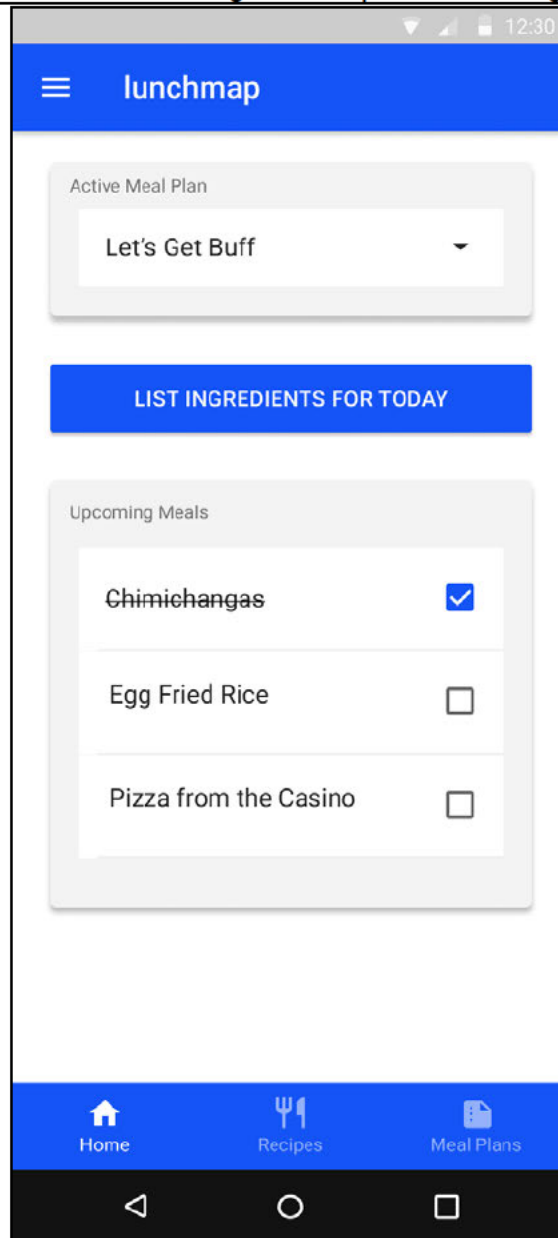 12:30
lunchmap
Active Meal Plan
Let's Get Buff
LIST INGREDIENTS FOR TODAY
Upcoming Meals
Chimichangas
Egg Fried Rice
Pizza from the Casino
Home Recipes Meal Plans